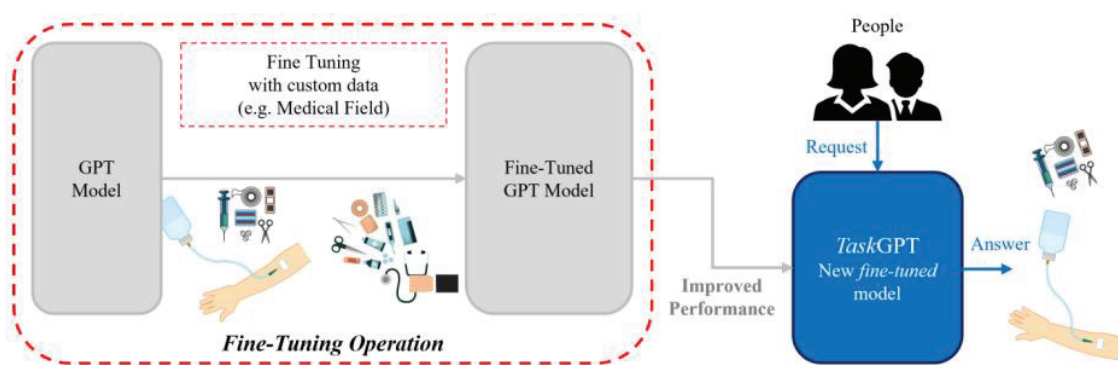 Fine Tuning
with custom data
(e.g. Medical Field)
GPT
Model
Fine-Tuned
GPT Model
Fine-Tuning Operation
Improved
Performance
People
Request
TaskGPT
New fine-tuned
model
Answer